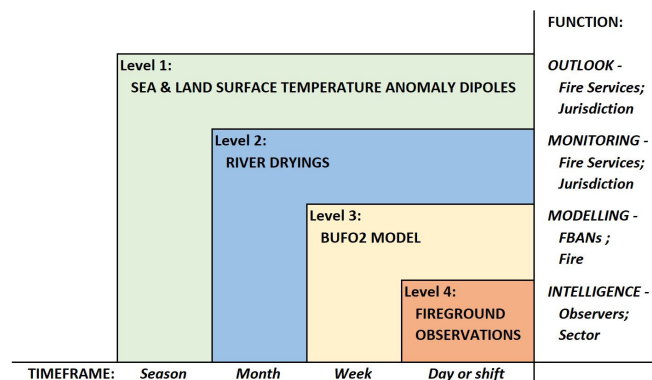 FUNCTION:
Level 1:
SEA & LAND SURFACE TEMPERATURE ANOMALY DIPOLES
OUTLOOK -
Fire Services;
Jurisdiction
Level 2:
RIVER DRYINGS
MONITORING -
Fire Services;
Jurisdiction
Level 3:
BUFO2 MODEL
MODELLING -
FBANs ;
Fire
Level 4:
FIREGROUND
OBSERVATIONS
INTELLIGENCE -
Observers;
Sector
TIMEFRAME: Season Month Week Day or shift